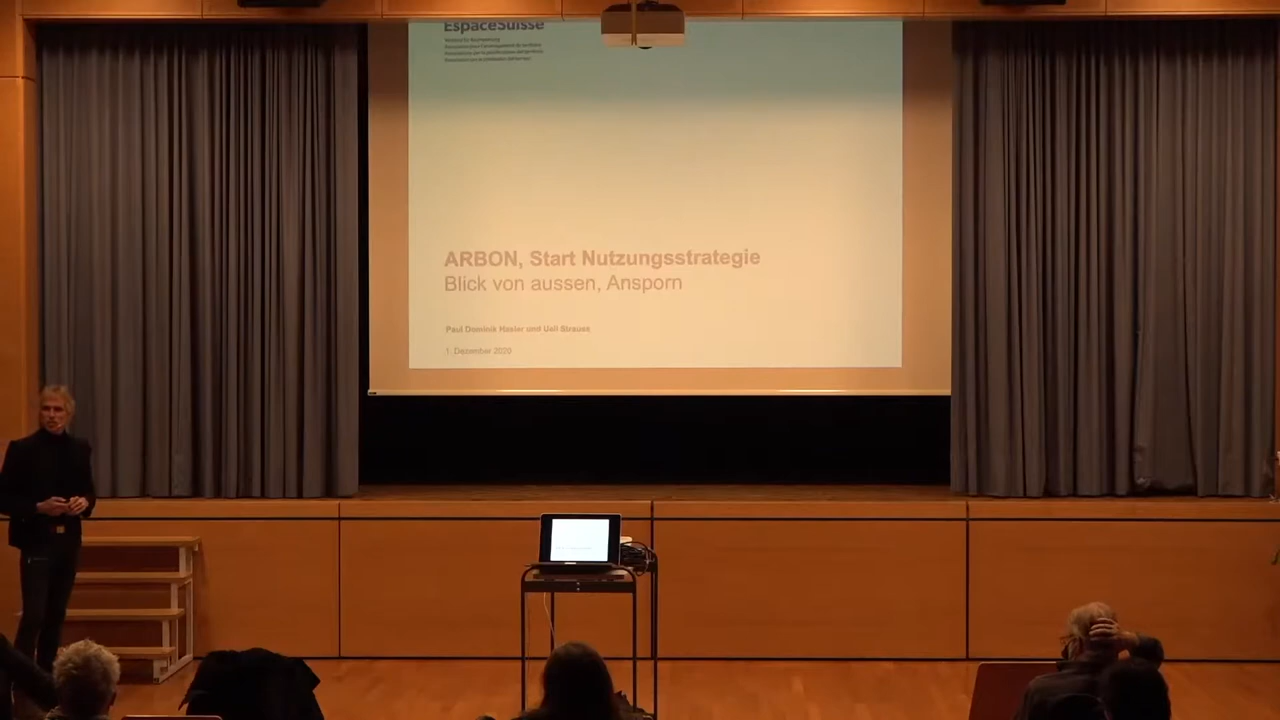 EspaceSuisse
ARBON, Start Nutzungsstrategie
Blick von aussen, Ansporn
Paul Dominik Hasler und Ueli Strauss
1. Dezember 2020